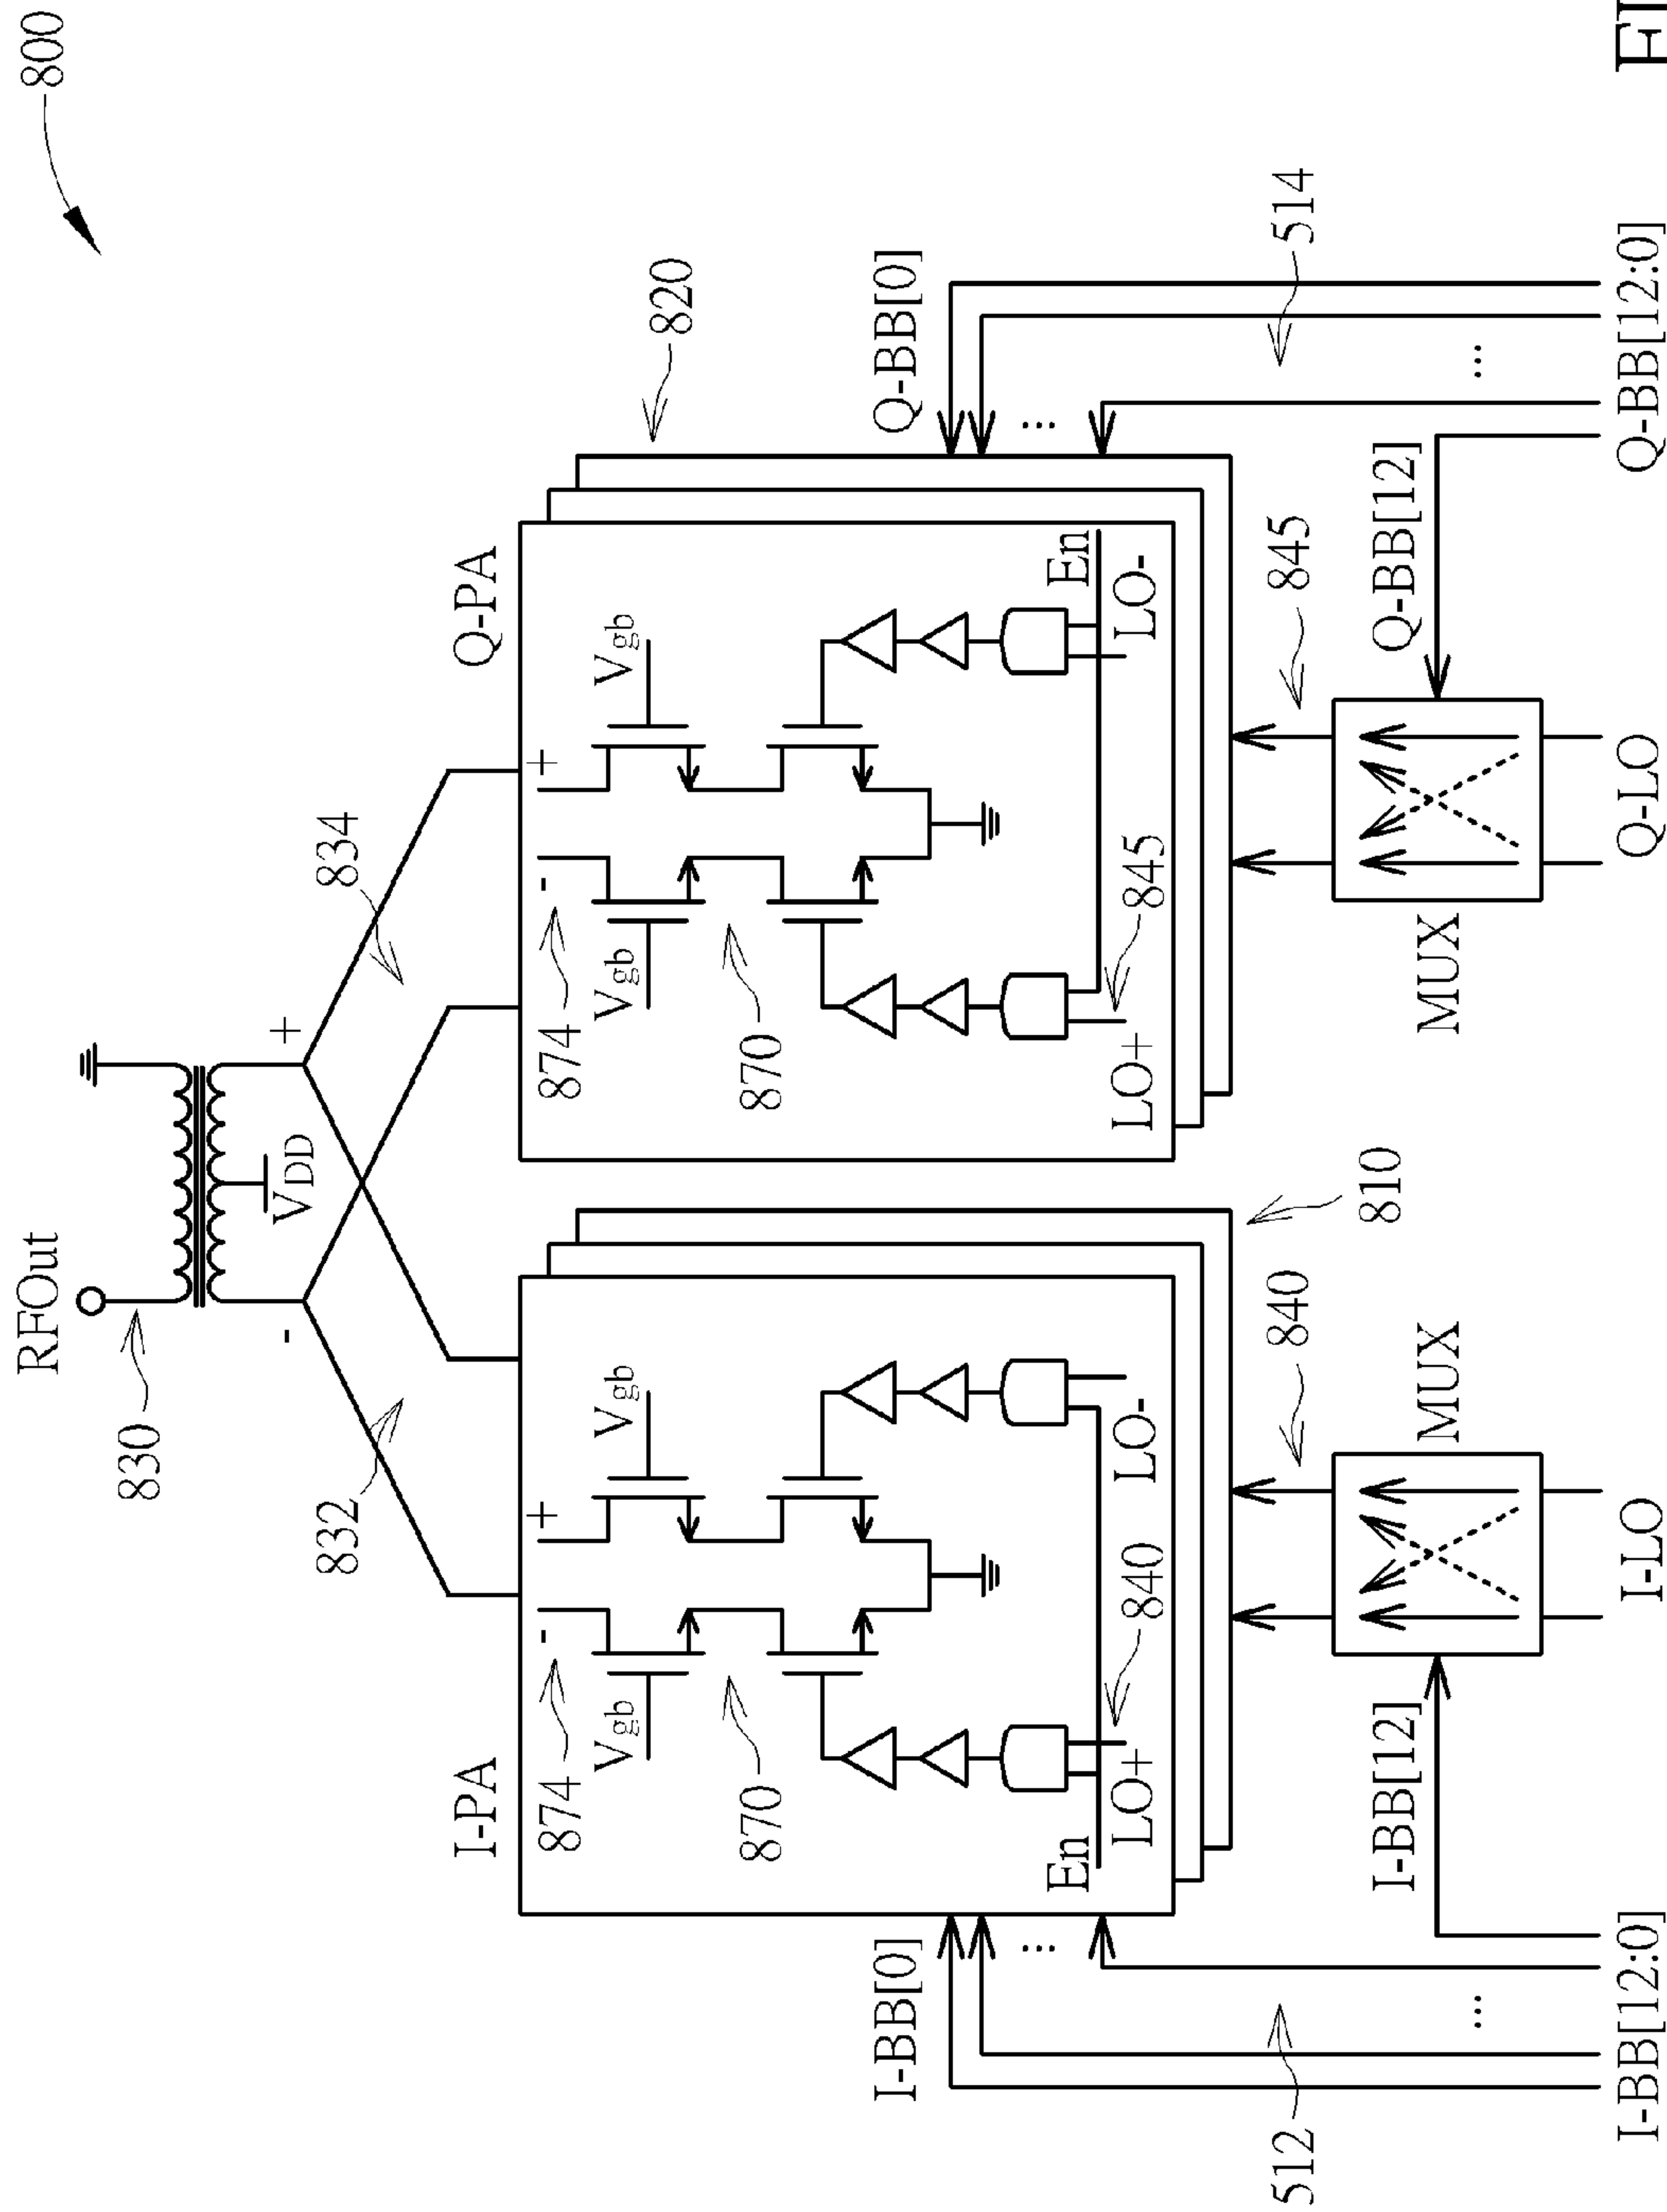 800
RFOut
830
VDD
-
+
832
834
I-PA
Q-PA
820
874
-
+
874
-
+
Vgb
Vgb
Vgb
Vgb
870
870
I-BB[0]
Q-BB[0]
...
...
En
En
LO+
840
LO-
LO+
845
LO-
810
512
840
845
514
I-BB[12]
Q-BB[12]
MUX
MUX
...
...
I-BB[12:0]
I-LO
Q-LO
Q-BB[12:0]